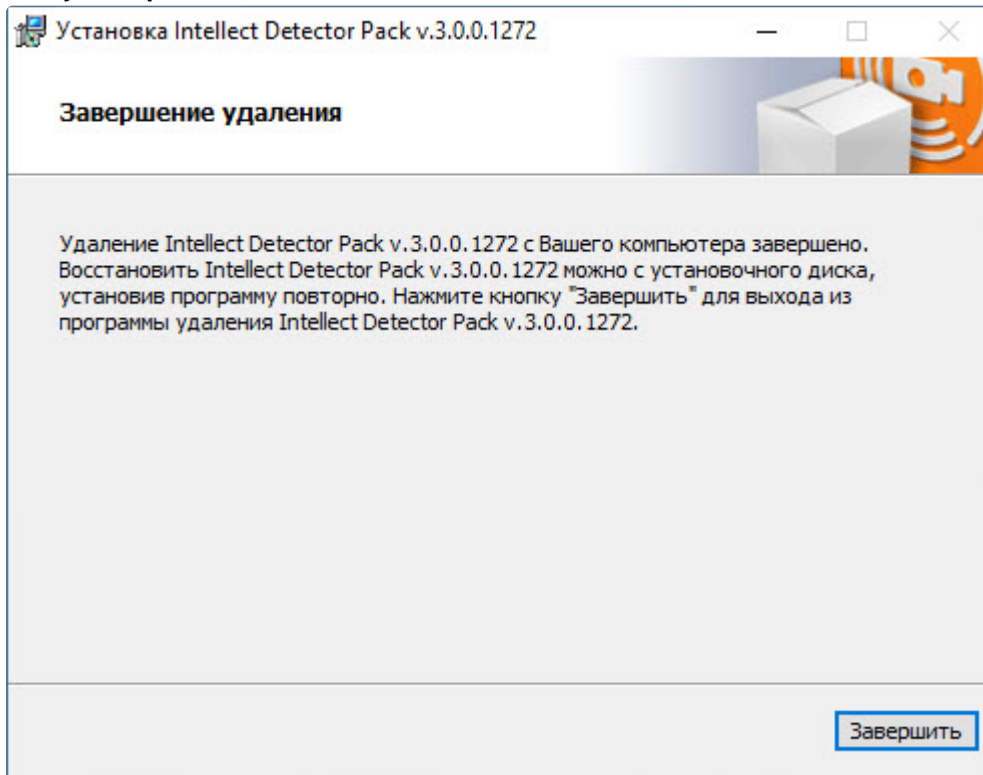 Установка Intellect Detector Pack v.3.0.0.1272
Завершение удаления
Удаление Intellect Detector Pack v.3.0.0.1272 с Вашего компьютера завершено.
Восстановить Intellect Detector Pack v.3.0.0.1272 можно с установочного диска,
установив программу повторно. Нажмите кнопку "Завершить" для выхода из
программы удаления Intellect Detector Pack v.3.0.0.1272.
Завершить